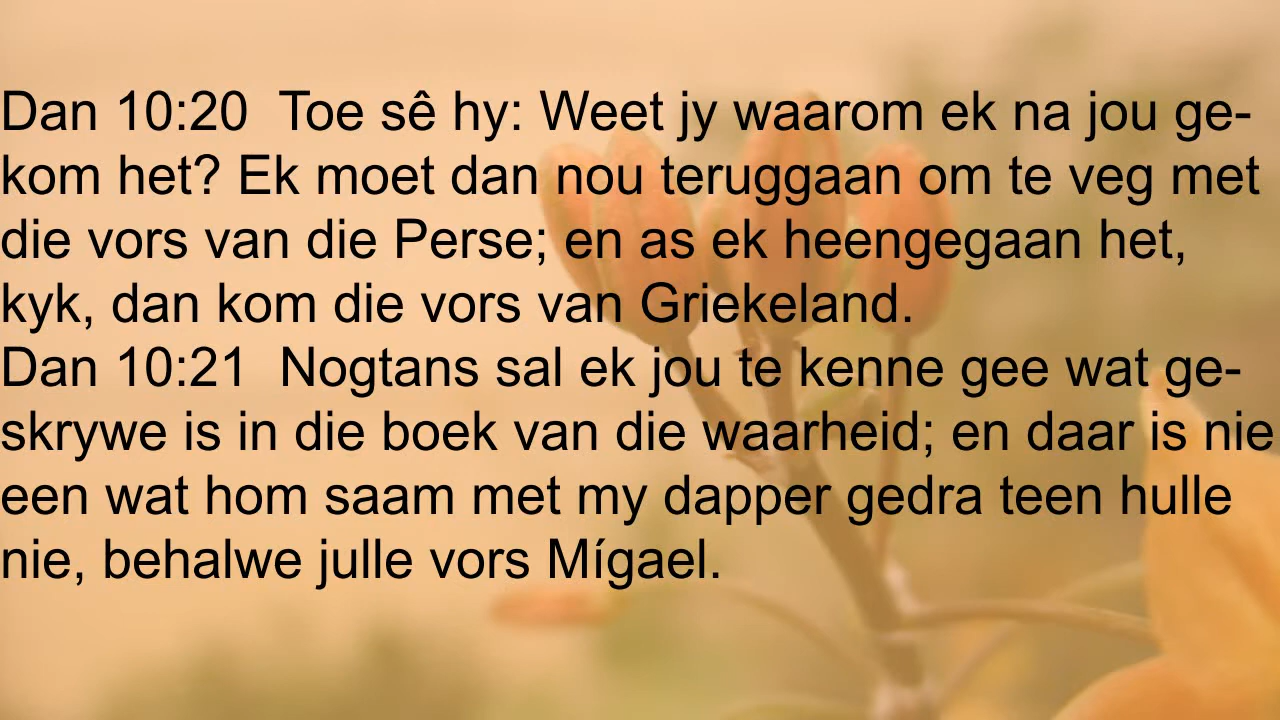 Dan 10:20  Toe sê hy: Weet jy waarom ek na jou ge-
kom het? Ek moet dan nou teruggaan om te veg met
die vors van die Perse; en as ek heengegaan het,
kyk, dan kom die vors van Griekeland.
Dan 10:21  Nogtans sal ek jou te kenne gee wat ge-
skrywe is in die boek van die waarheid; en daar is nie
een wat hom saam met my dapper gedra teen hulle
nie, behalwe julle vors Mígael.